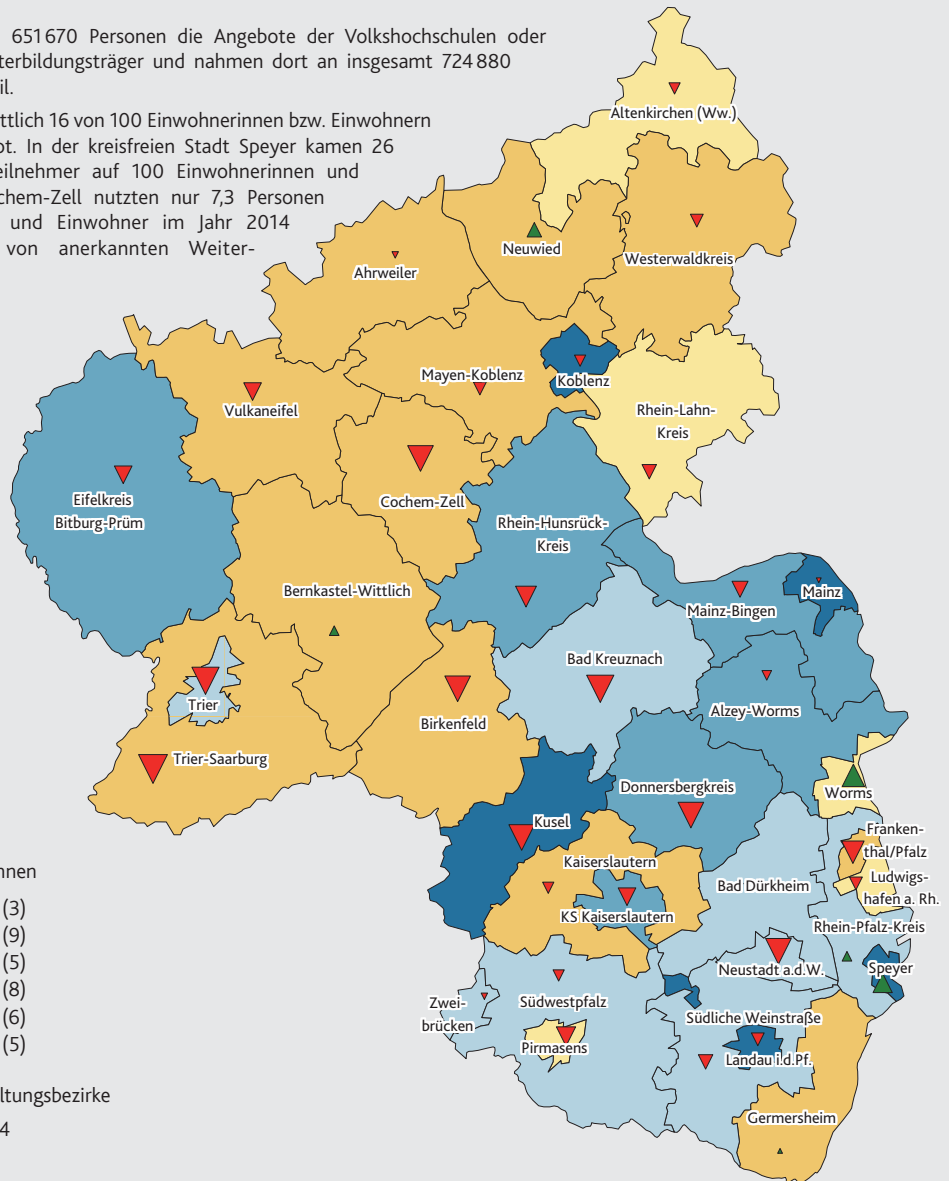 651 670 Personen die Angebote der Volkshochschulen oder
terbildungsträger und nahmen dort an insgesamt 724 880
il.
ttlich 16 von 100 Einwohnerinnen bzw. Einwohnern
ot. In der kreisfreien Stadt Speyer kamen 26
eilnehmer auf 100 Einwohnerinnen und
chem-Zell nutzten nur 7,3 Personen
und Einwohner im Jahr 2014
von anerkannten Weiter-
Altenkirchen (Ww.)
Neuwied
Westerwaldkreis
Ahrweiler
Mayen-Koblenz
Koblenz
Vulkaneifel
Rhein-Lahn-
Kreis
Eifelkreis
Bitburg-Prüm
Cochem-Zell
Rhein-Hunsrück-
Kreis
Bernkastel-Wittlich
Mainz-Bingen
Mainz
Bad Kreuznach
Trier
Birkenfeld
Alzey-Worms
Trier-Saarburg
Donnersbergkreis
Worms
Kusel
Franken-
thal/Pfalz
Kaiserslautern
Ludwigs-
hafen a. Rh.
Bad Dürkheim
KS Kaiserslautern
Rhein-Pfalz-Kreis
Neustadt a.d.W.
Speyer
Zwei-
brücken
Südwestpfalz
Südliche Weinstraße
Pirmasens
Landau i.d.Pf.
Germersheim
nnen
(3)
(9)
(5)
(8)
(6)
(5)
ltungsbezirke
4